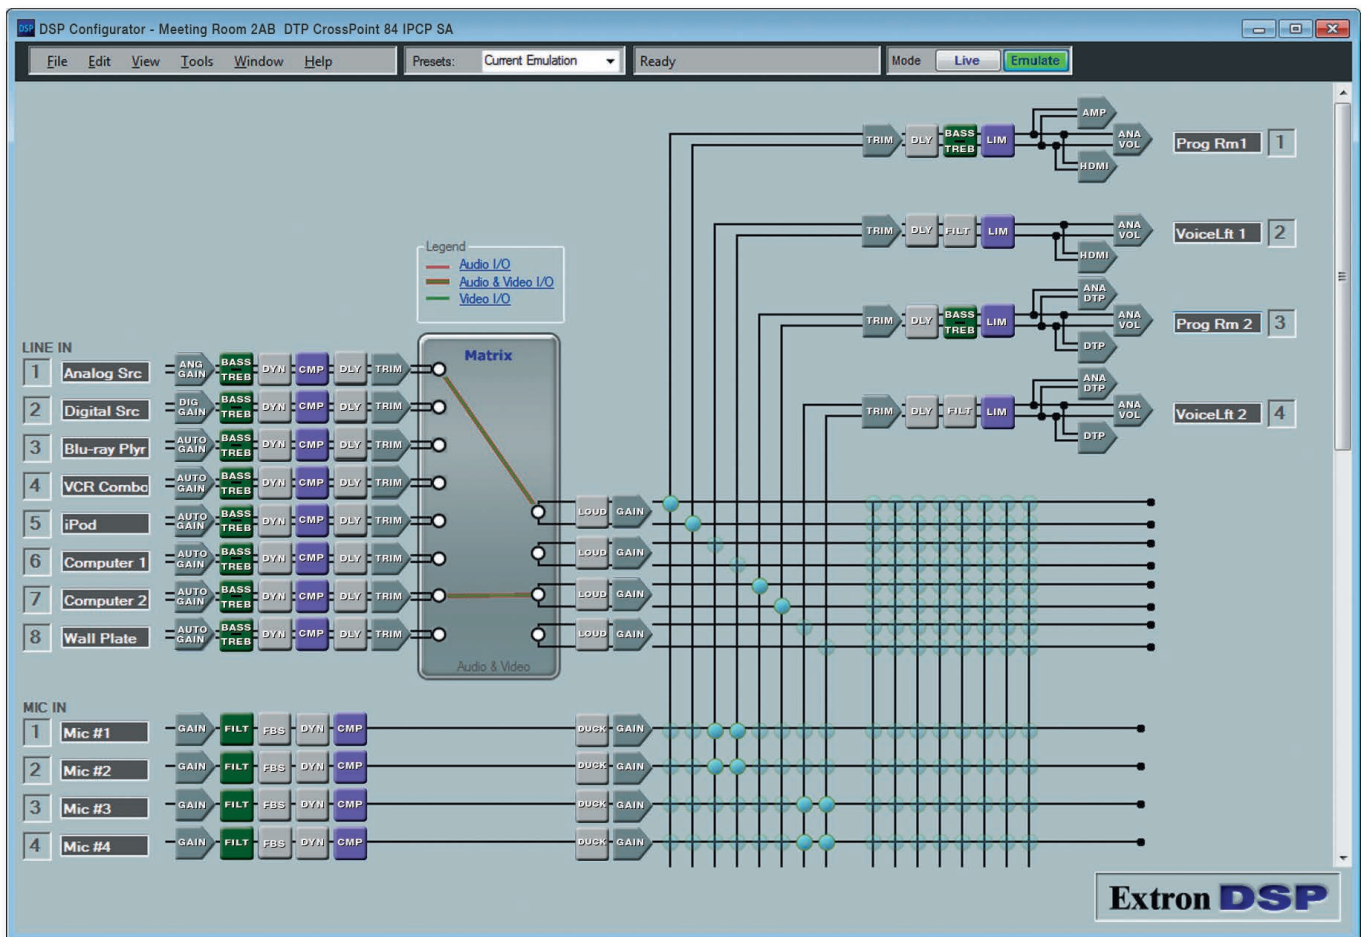 DSP DSP Configurator - Meeting Room 2AB DTP CrossPoint 84 IPCP SA
File Edit View Tools Window Help Presets: Current Emulation Ready Mode Live Emulate
AMP
TRIM DLY BASS TREB LIM ANA VOL Prog Rm1 1
HDMI
TRIM DLY FILT LIM ANA VOL VoiceLft 1 2
HDMI
Legend
Audio I/O
Audio & Video I/O
Video I/O
ANA DTP
TRIM DLY BASS TREB LIM ANA VOL Prog Rm 2 3
DTP
ANA DTP
TRIM DLY FILT LIM ANA VOL VoiceLft 2 4
DTP
LINE IN
Matrix
1 Analog Src ANG GAIN BASS TREB DYN CMP DLY TRIM
2 Digital Src DIG GAIN BASS TREB DYN CMP DLY TRIM
3 Blu-ray Plyr AUTO GAIN BASS TREB DYN CMP DLY TRIM
4 VCR Combo AUTO GAIN BASS TREB DYN CMP DLY TRIM
5 iPod AUTO GAIN BASS TREB DYN CMP DLY TRIM LOUD GAIN
6 Computer 1 AUTO GAIN BASS TREB DYN CMP DLY TRIM LOUD GAIN
7 Computer 2 AUTO GAIN BASS TREB DYN CMP DLY TRIM LOUD GAIN
8 Wall Plate AUTO GAIN BASS TREB DYN CMP DLY TRIM LOUD GAIN
Audio & Video
MIC IN
1 Mic #1 GAIN FILT FBS DYN CMP DUCK GAIN
2 Mic #2 GAIN FILT FBS DYN CMP DUCK GAIN
3 Mic #3 GAIN FILT FBS DYN CMP DUCK GAIN
4 Mic #4 GAIN FILT FBS DYN CMP DUCK GAIN
Extron DSP